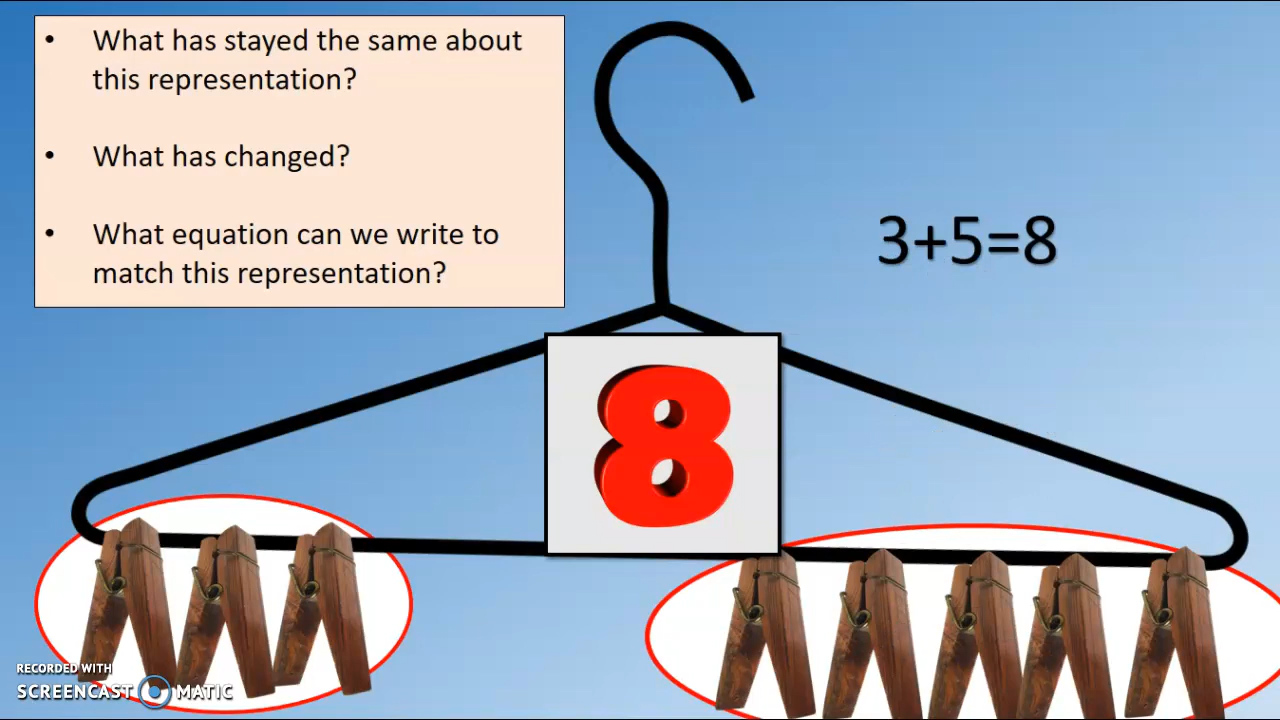 • What has stayed the same about
this representation?
• What has changed?
• What equation can we write to
match this representation?
3+5=8
8
RECORDED WITH
SCREENCAST MATIC